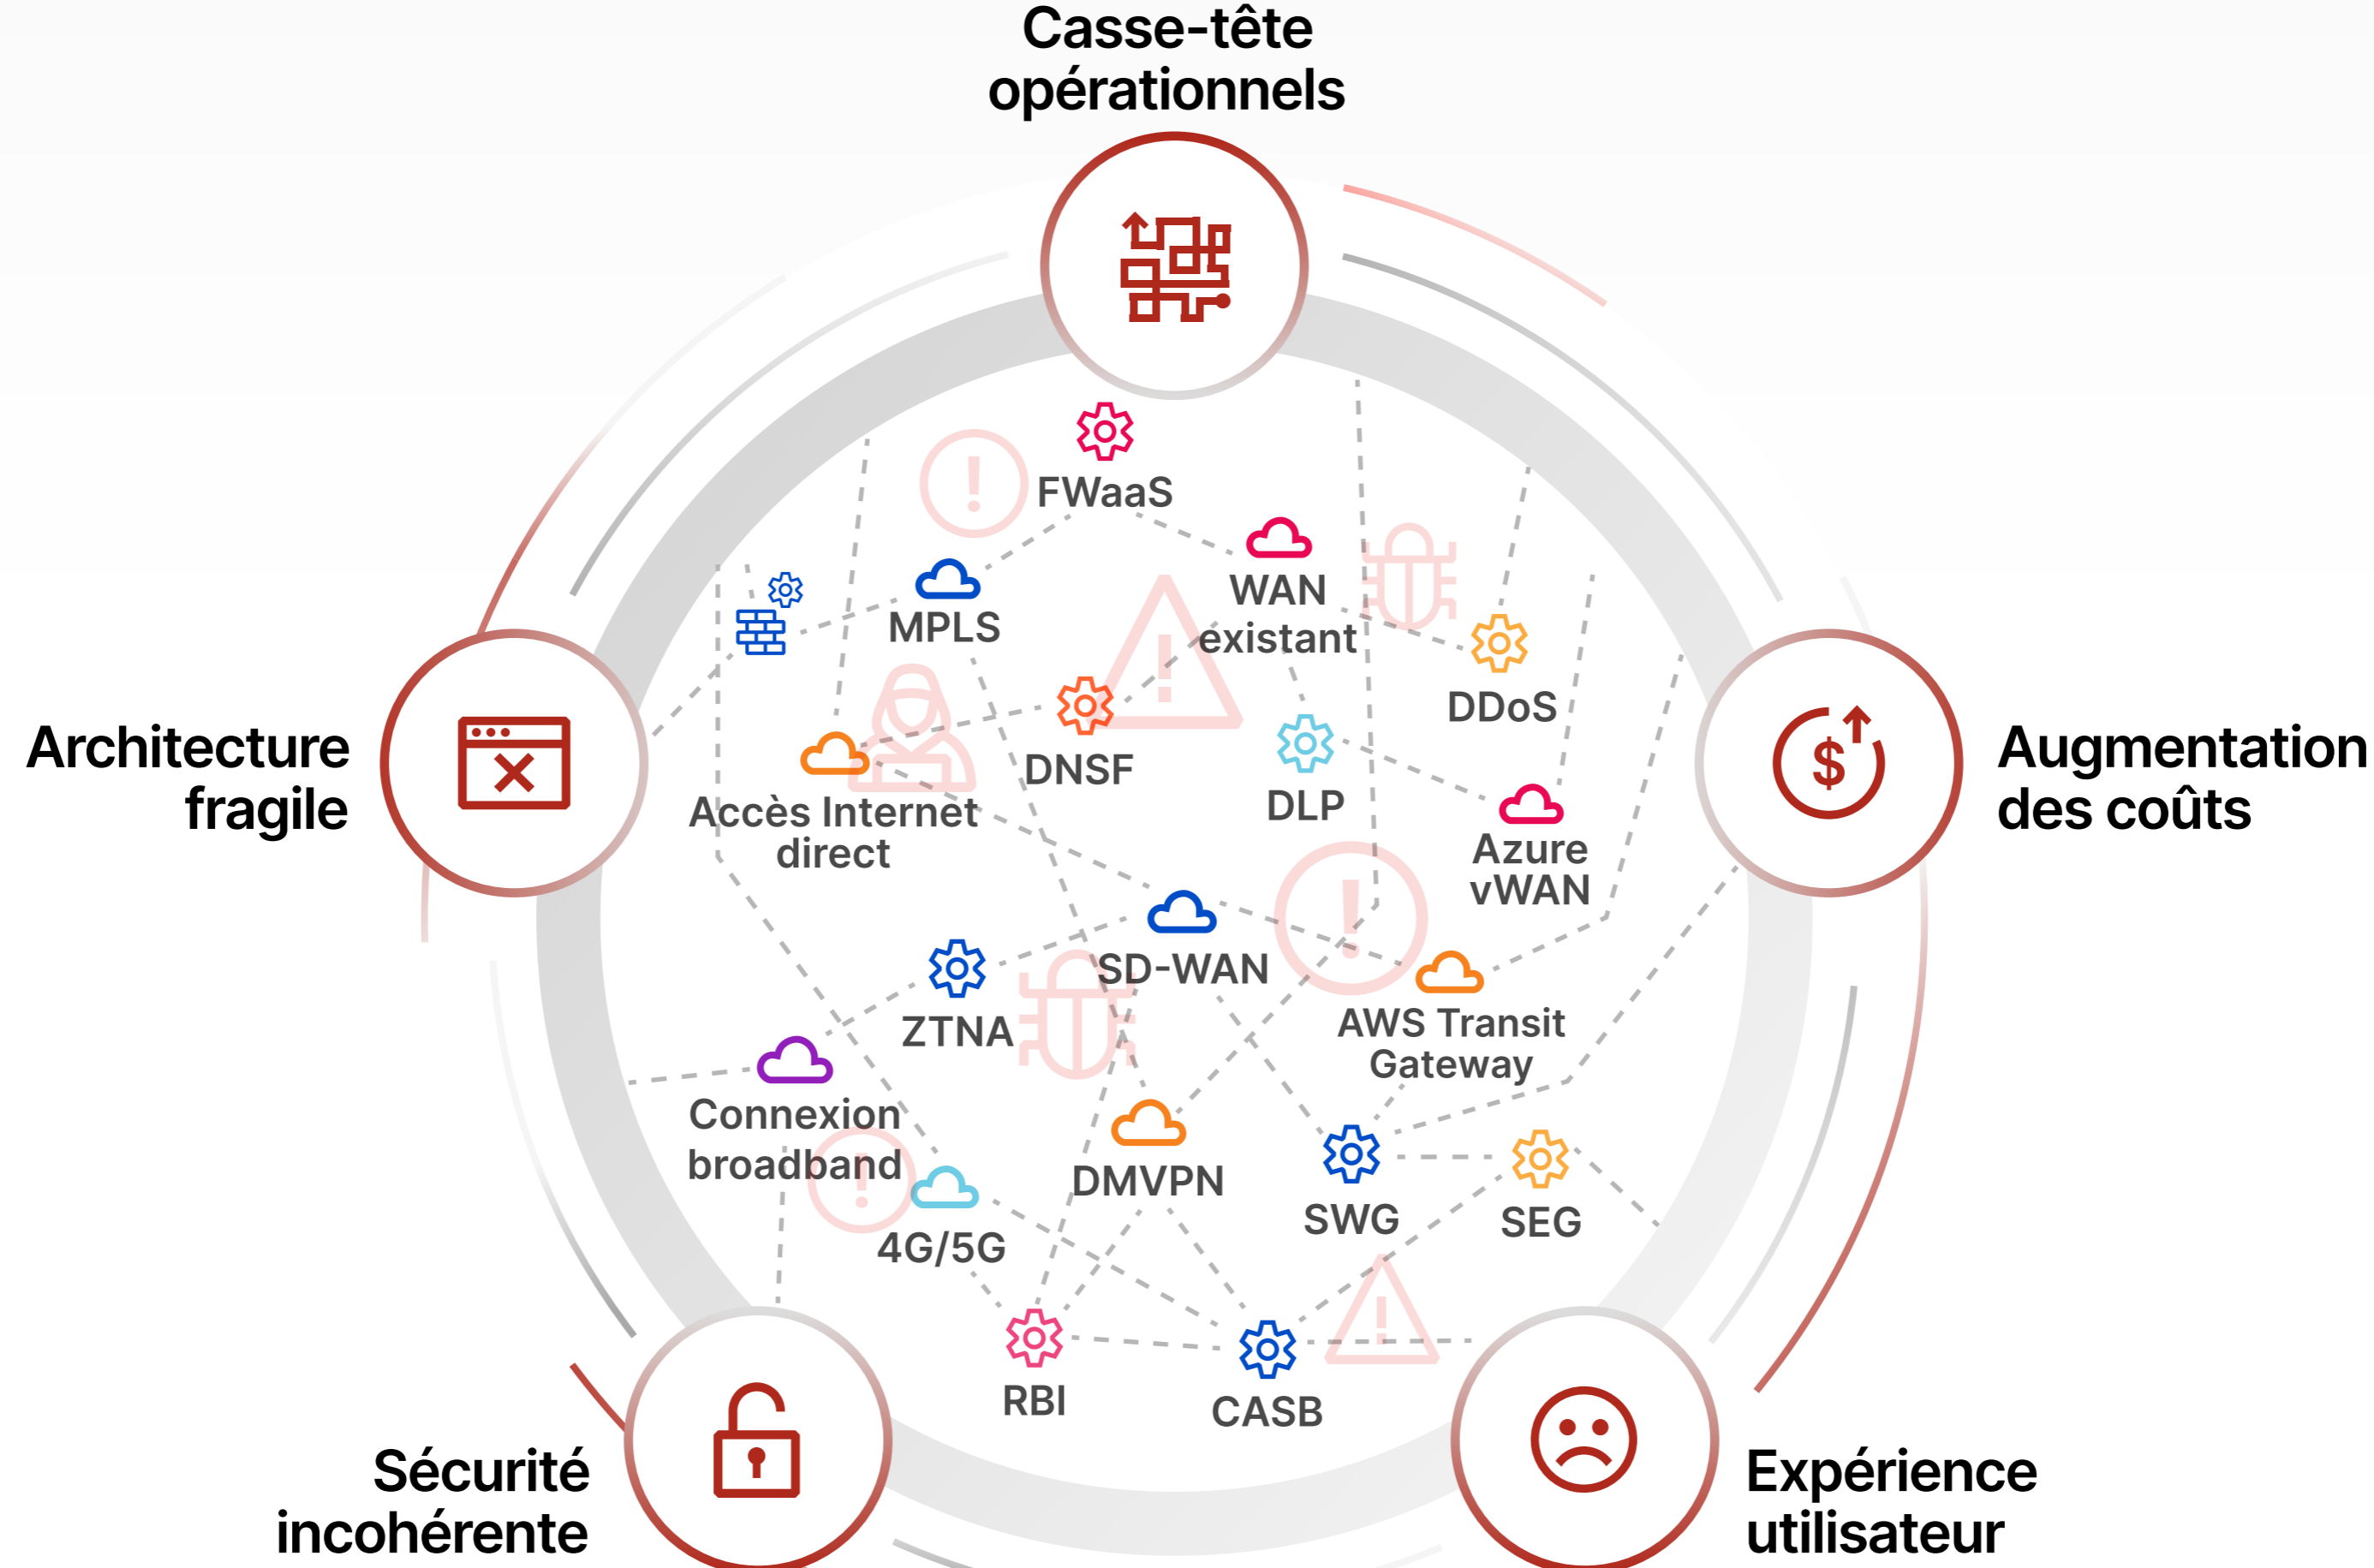 Casse-tête
opérationnels
FWaaS
WAN
existant
MPLS
DDoS
DNSF
DLP
Architecture
fragile
Augmentation
des coûts
Accès Internet
direct
Azure
vWAN
SD-WAN
ZTNA
AWS Transit
Gateway
Connexion
broadband
DMVPN
SWG
SEG
4G/5G
RBI
CASB
Sécurité
incohérente
Expérience
utilisateur
$